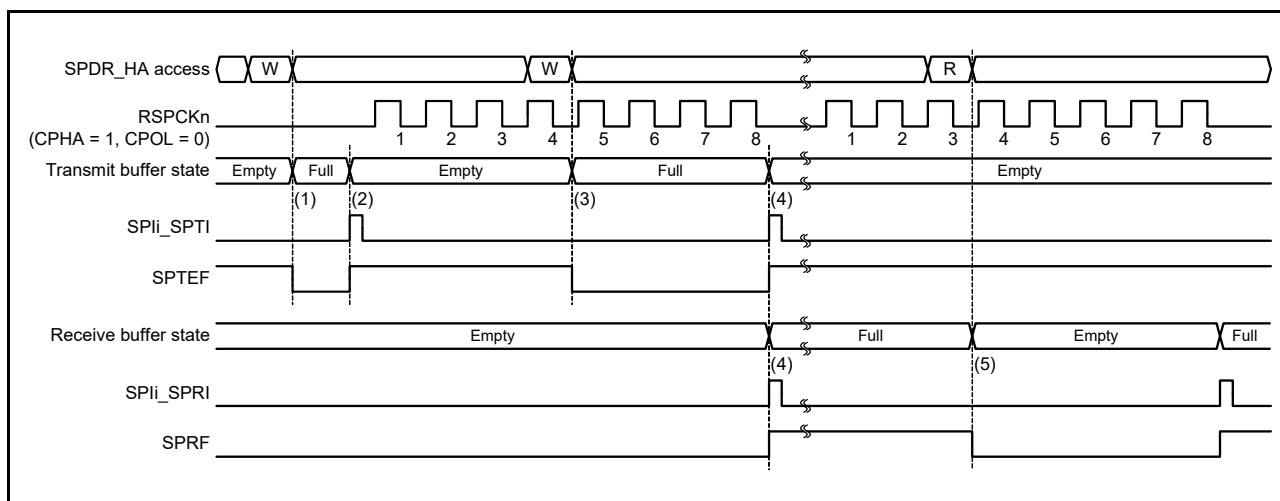 SPDR_HA access W W R
RSPCKn
(CPHA = 1, CPOL = 0) 1 2 3 4 5 6 7 8 1 2 3 4 5 6 7 8
Transmit buffer state Empty Full Empty Full Empty
(1) (2) (3) (4)
SPIi_SPTI
SPTEF
Receive buffer state Empty Full Empty Full
(4) (5)
SPIi_SPRI
SPRF